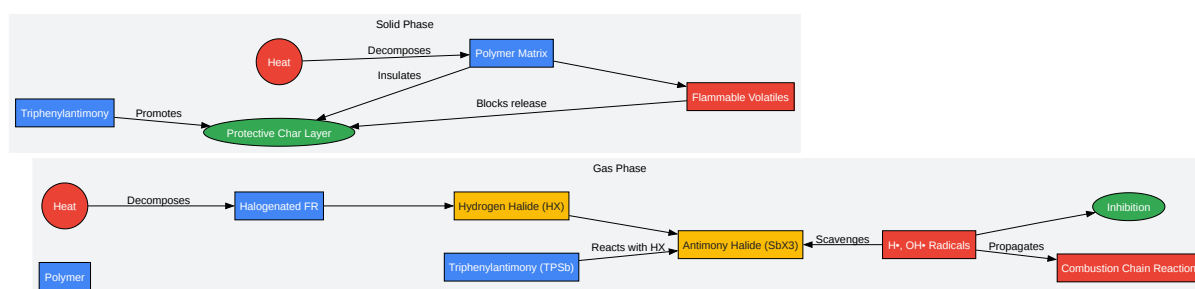 Solid Phase
Heat
Decomposes
Polymer Matrix
Insulates
Flammable Volatiles
Blocks release
Triphenylantimony
Promotes
Protective Char Layer
Gas Phase
Heat
Decomposes
Halogenated FR
Hydrogen Halide (HX)
Inhibition
Reacts with HX
Antimony Halide (SbX3)
Scavenges
H•, OH• Radicals
Propagates
Triphenylantimony (TPSb)
Combustion Chain Reaction
Polymer